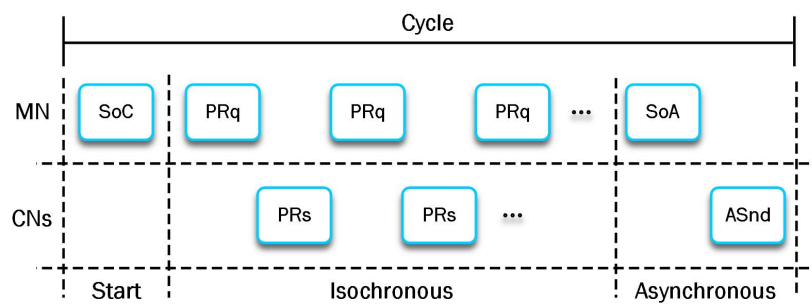 Cycle
MN SoC PRq PRq PRq ... SoA
CNs PRs PRs ... ASnd
Start Isochronous Asynchronous